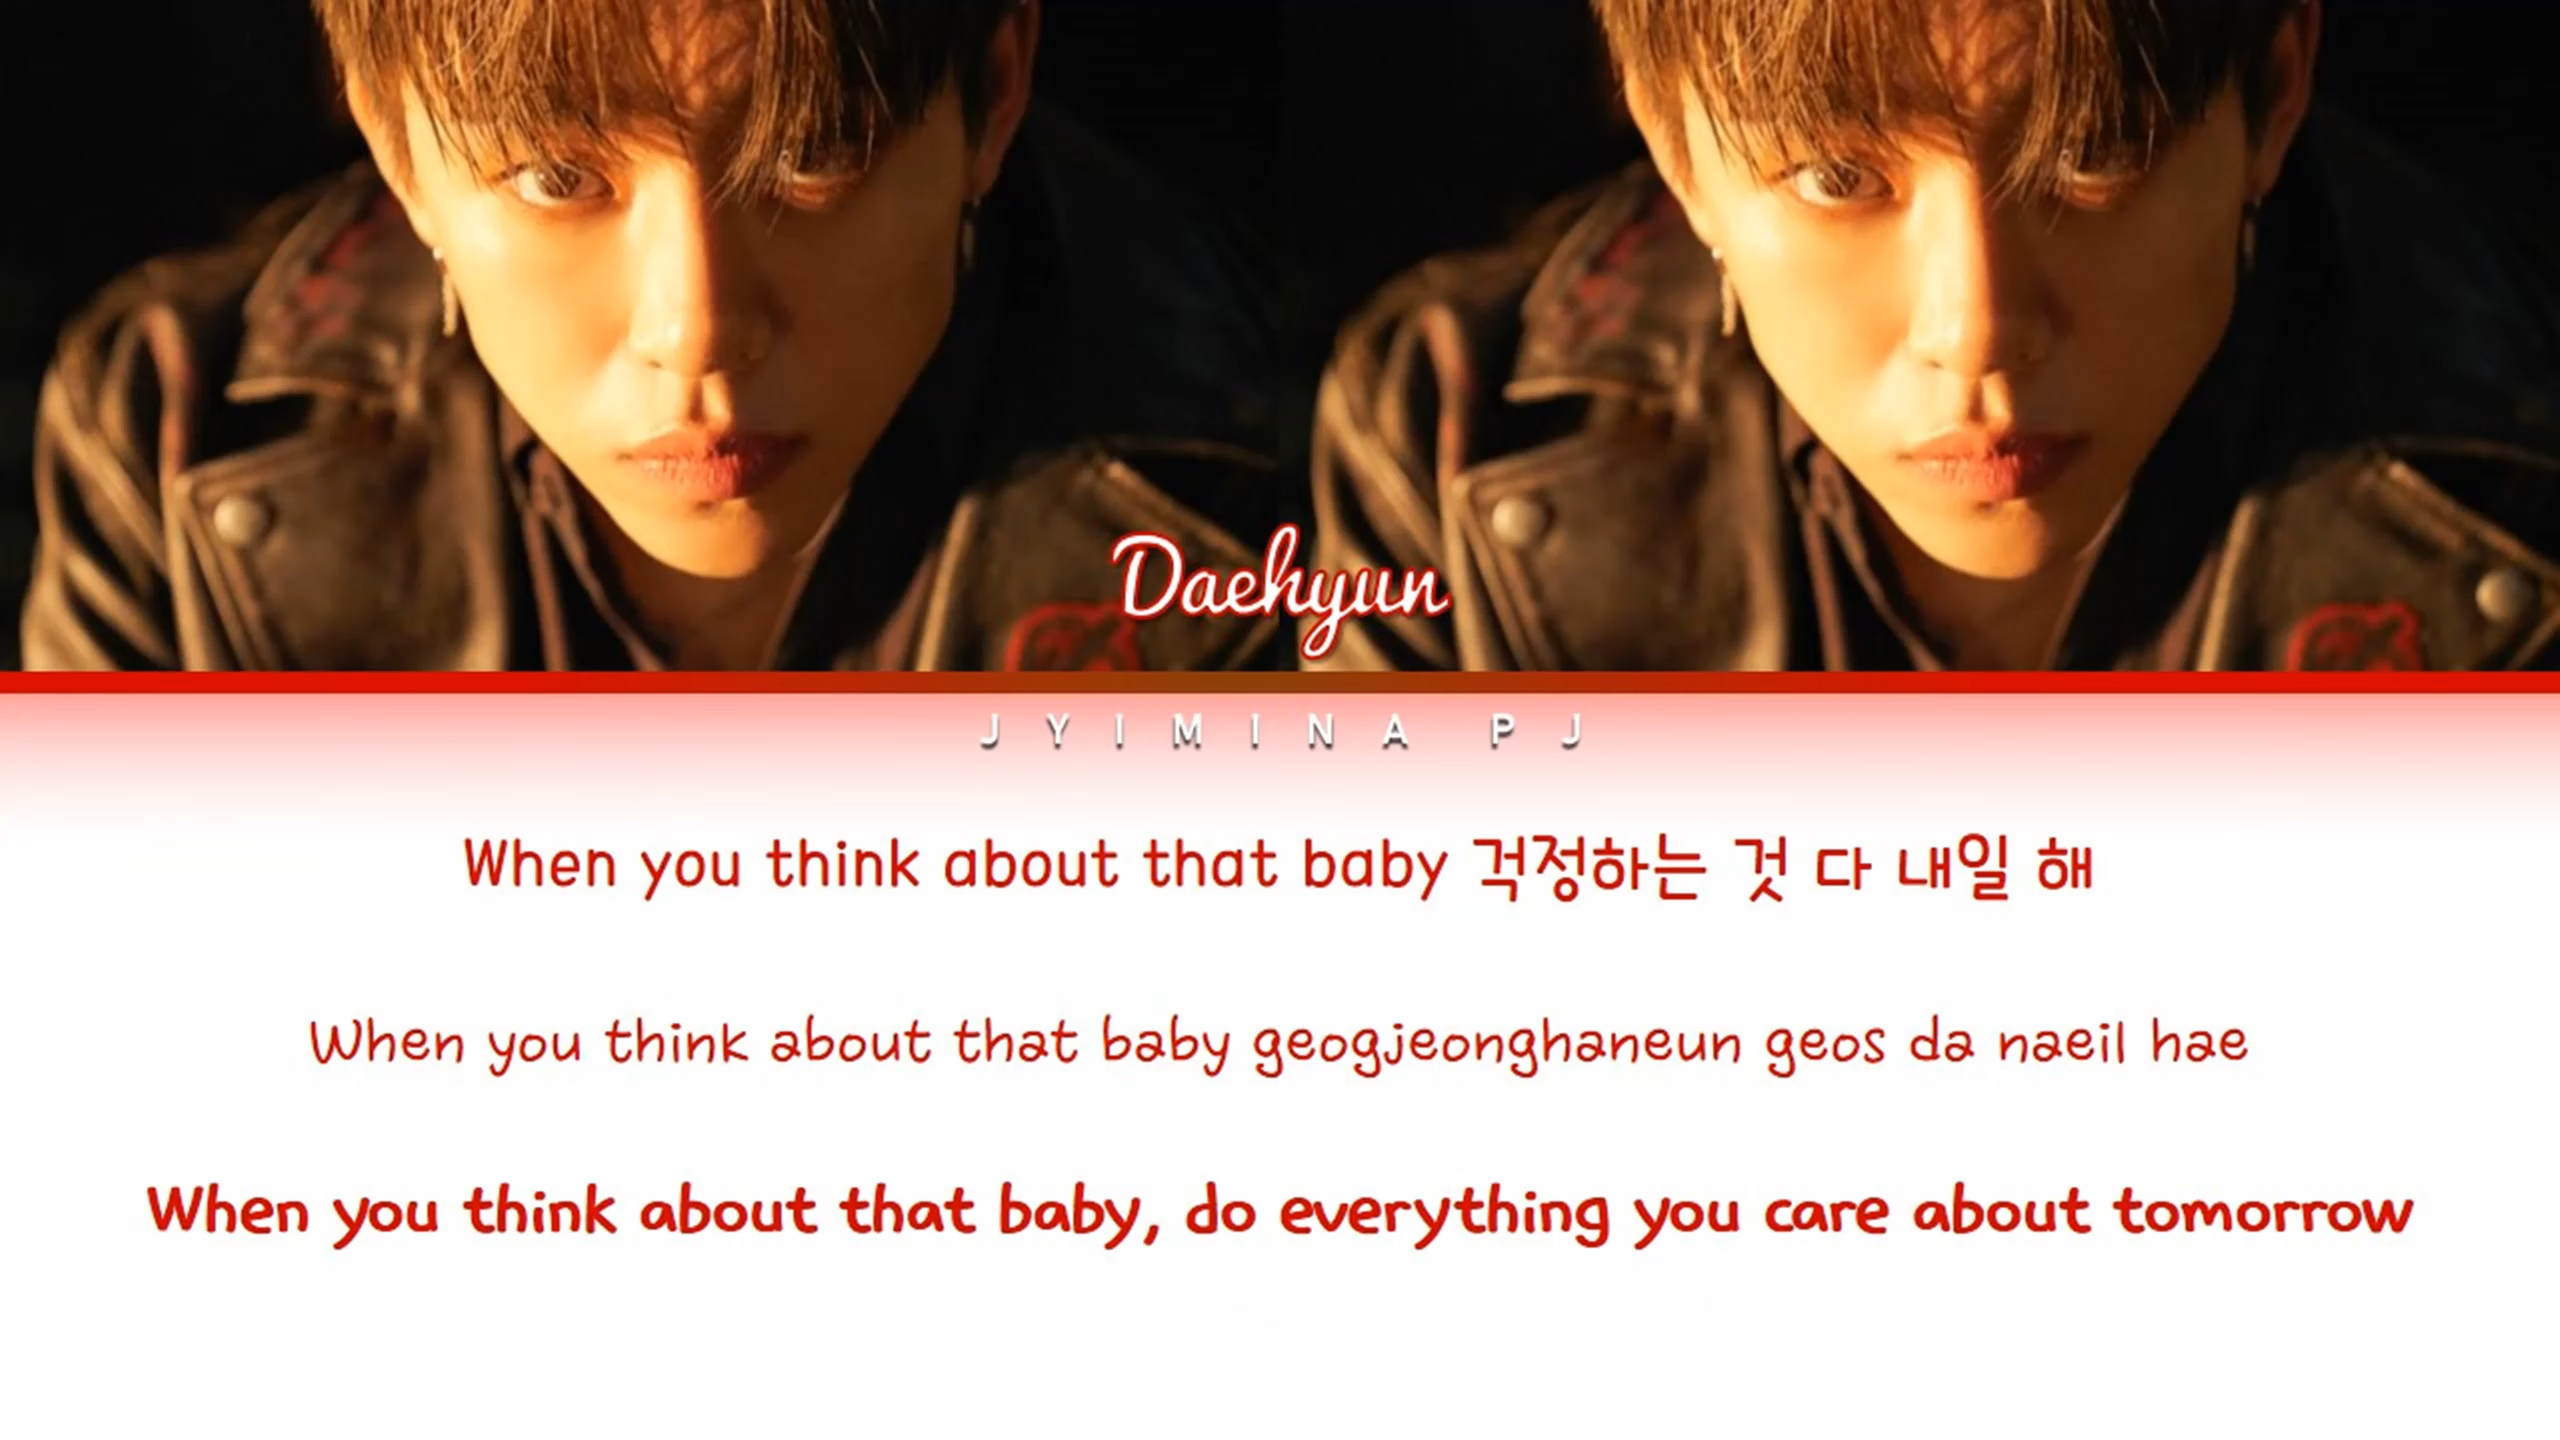 Daehyun
JYIMINA PJ
When you think about that baby 걱정하는 것 다 내일 해
When you think about that baby geogjeonghaneun geos da naeil hae
When you think about that baby, do everything you care about tomorrow